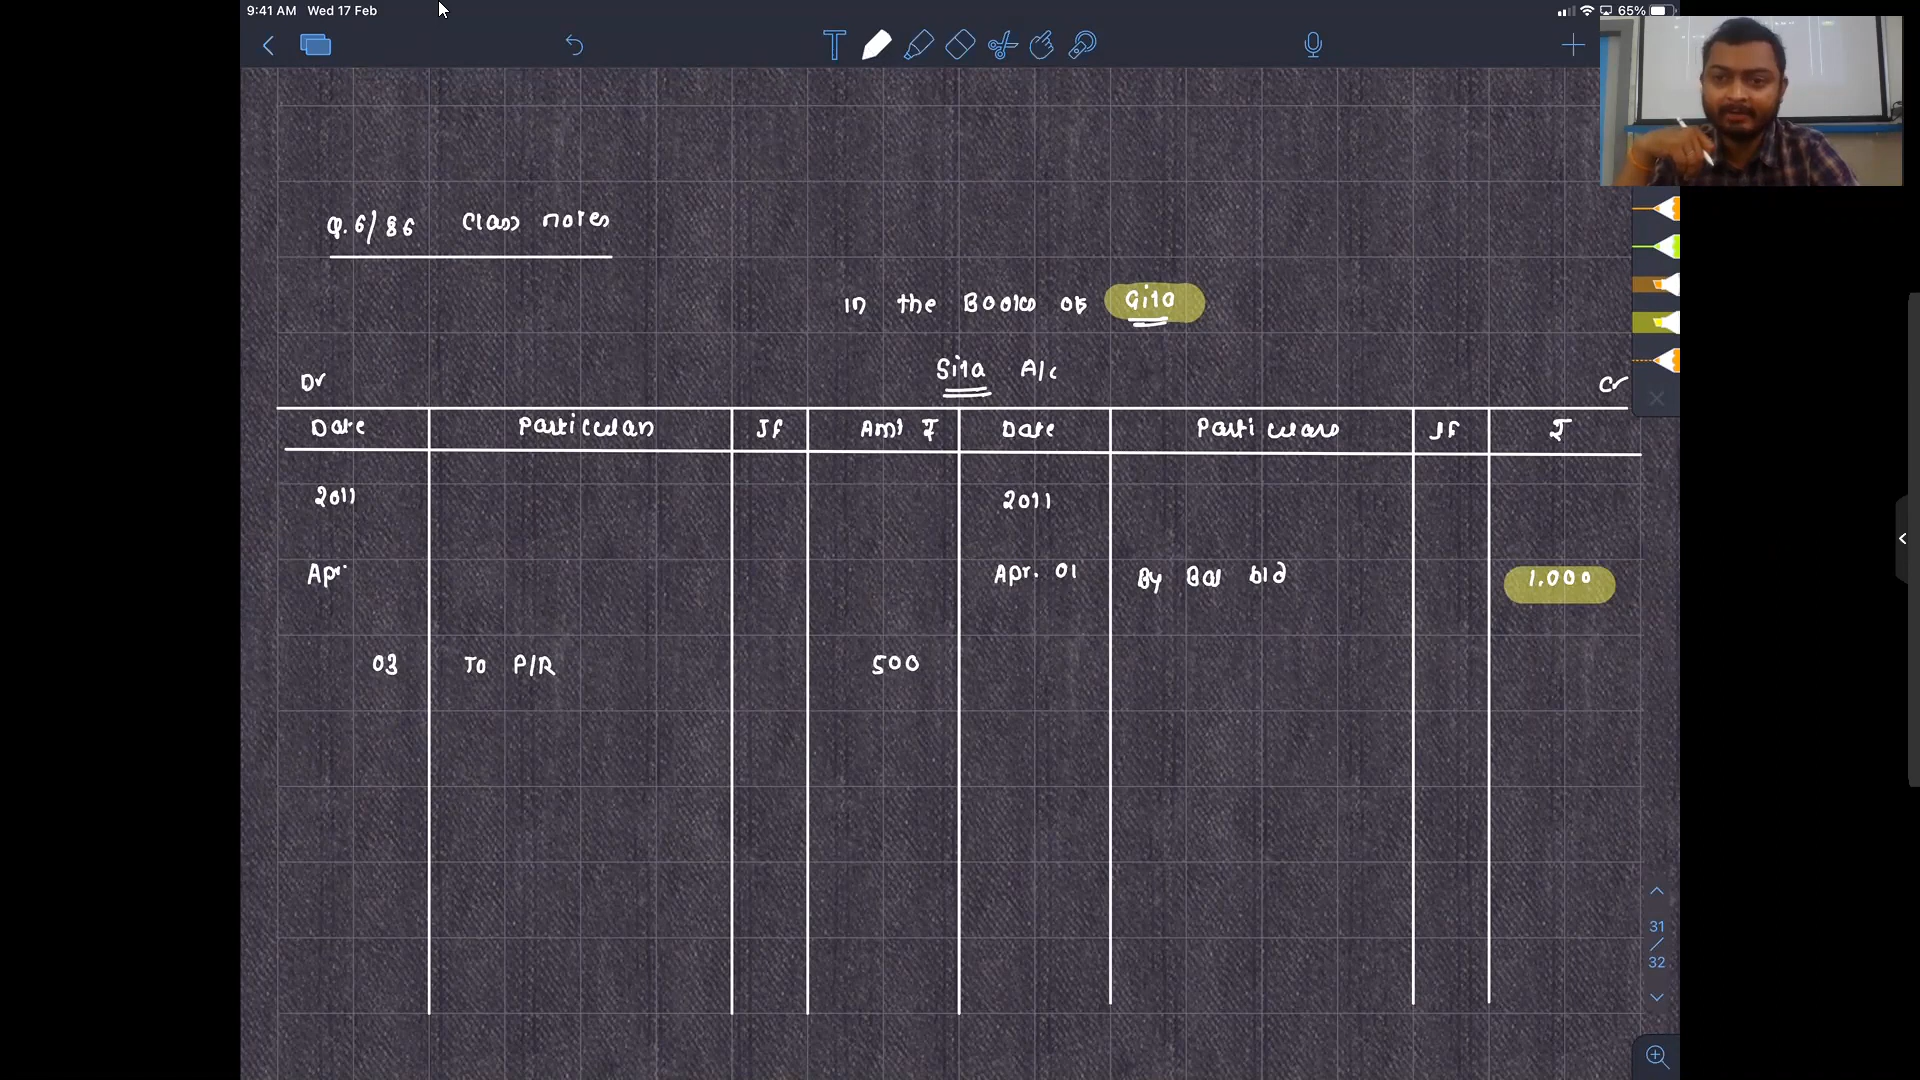 9:41 AM Wed 17 Feb
65%
Q.6/86 Class notes
in the Books of Gita
Sita A/c
Dr
Cr
Date Particulars Jf Amt ₹ Date Particulars JF ₹
2011 2011
Apr. Apr. 01 By Bal b/d 1,000
03 To P/R 500
31
/
32